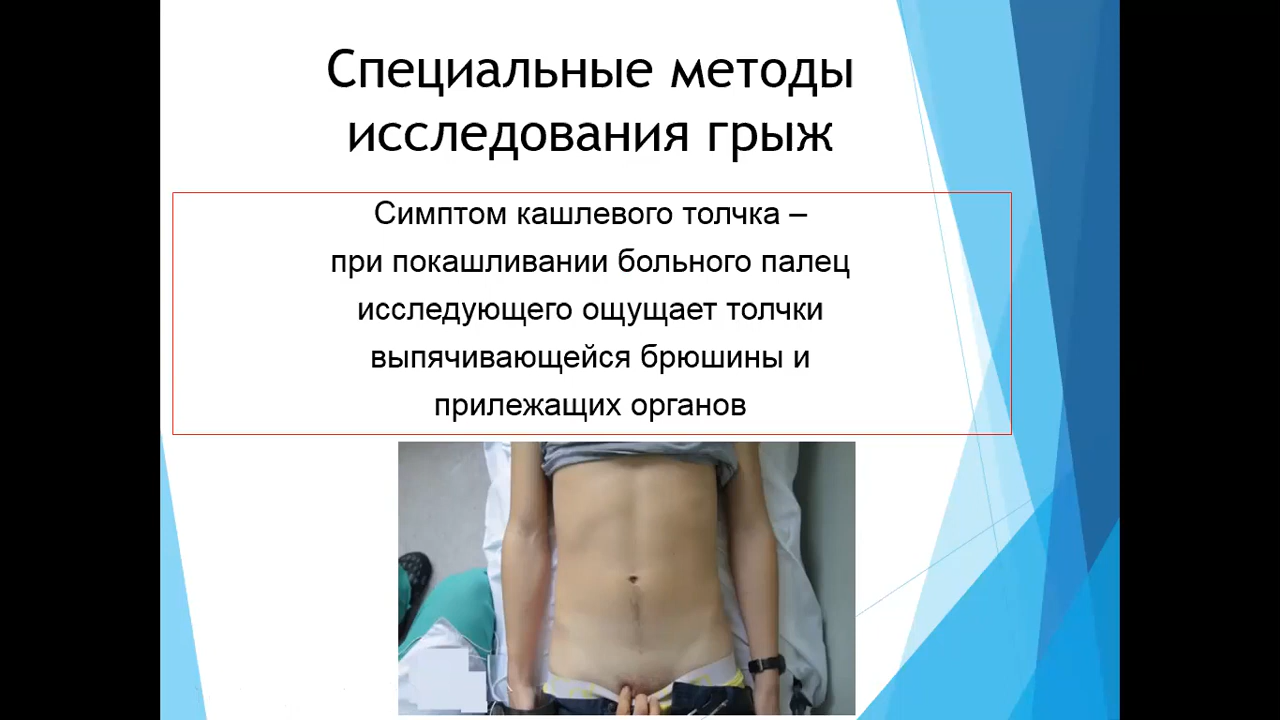 Специальные методы
исследования грыж
Симптом кашлевого толчка –
при покашливании больного палец
исследующего ощущает толчки
выпячивающейся брюшины и
прилежащих органов